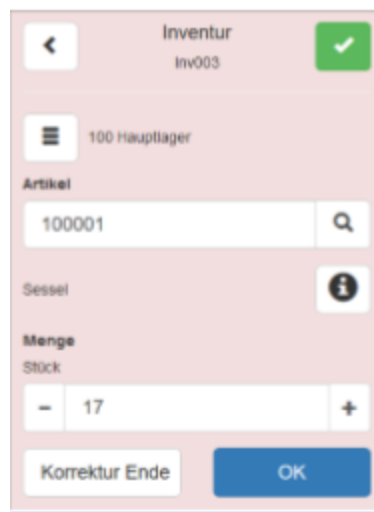 Inventur
Inv003
100 Hauptlager
Artikel
100001
Sessel
Menge
Stück
- 17 +
Korrektur Ende OK